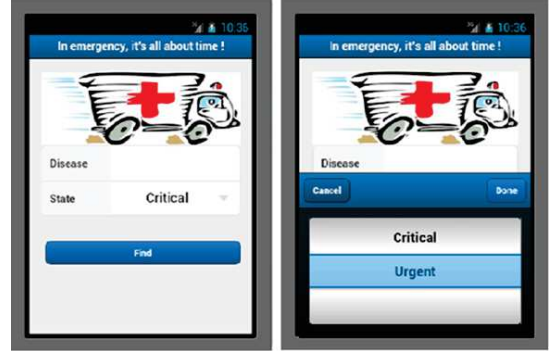 10:36
In emergency, it's all about time !
Disease
State Critical
Find
10:36
In emergency, it's all about time !
Disease
Cancel Done
Critical
Urgent